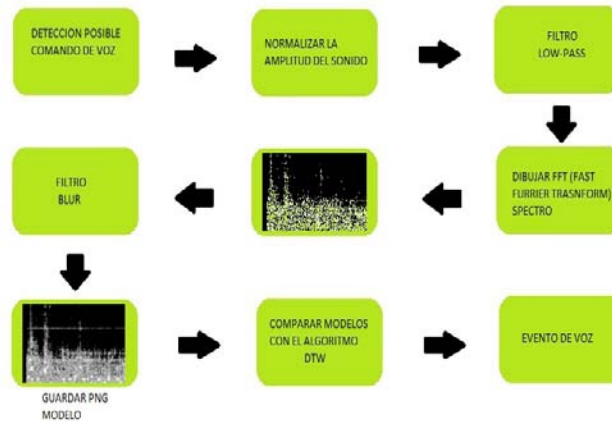 DETECCION POSIBLE
COMANDO DE VOZ
NORMALIZAR LA
AMPLITUD DEL SONIDO
FILTRO
LOW-PASS
DIBUJAR FFT (FAST
FURRIER TRASNFORM)
SPECTRO
FILTRO
BLUR
GUARDAR PNG
MODELO
COMPARAR MODELOS
CON EL ALGORITMO
DTW
EVENTO DE VOZ